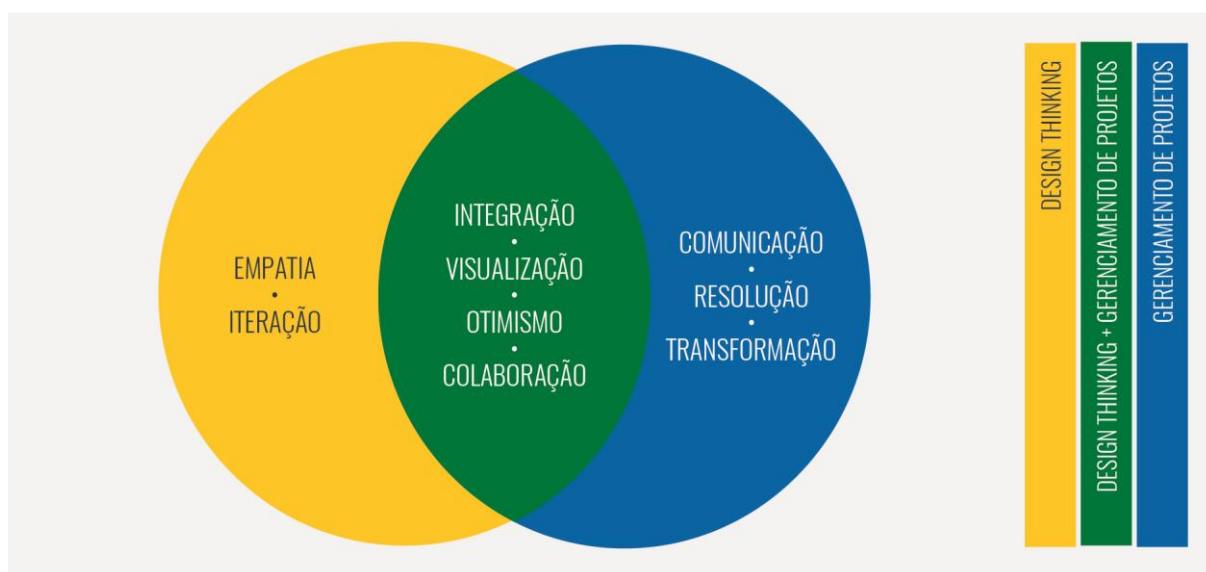 EMPATIA
•
ITERAÇÃO
INTEGRAÇÃO
•
VISUALIZAÇÃO
•
OTIMISMO
•
COLABORAÇÃO
COMUNICAÇÃO
•
RESOLUÇÃO
•
TRANSFORMAÇÃO
DESIGN THINKING
DESIGN THINKING + GERENCIAMENTO DE PROJETOS
GERENCIAMENTO DE PROJETOS